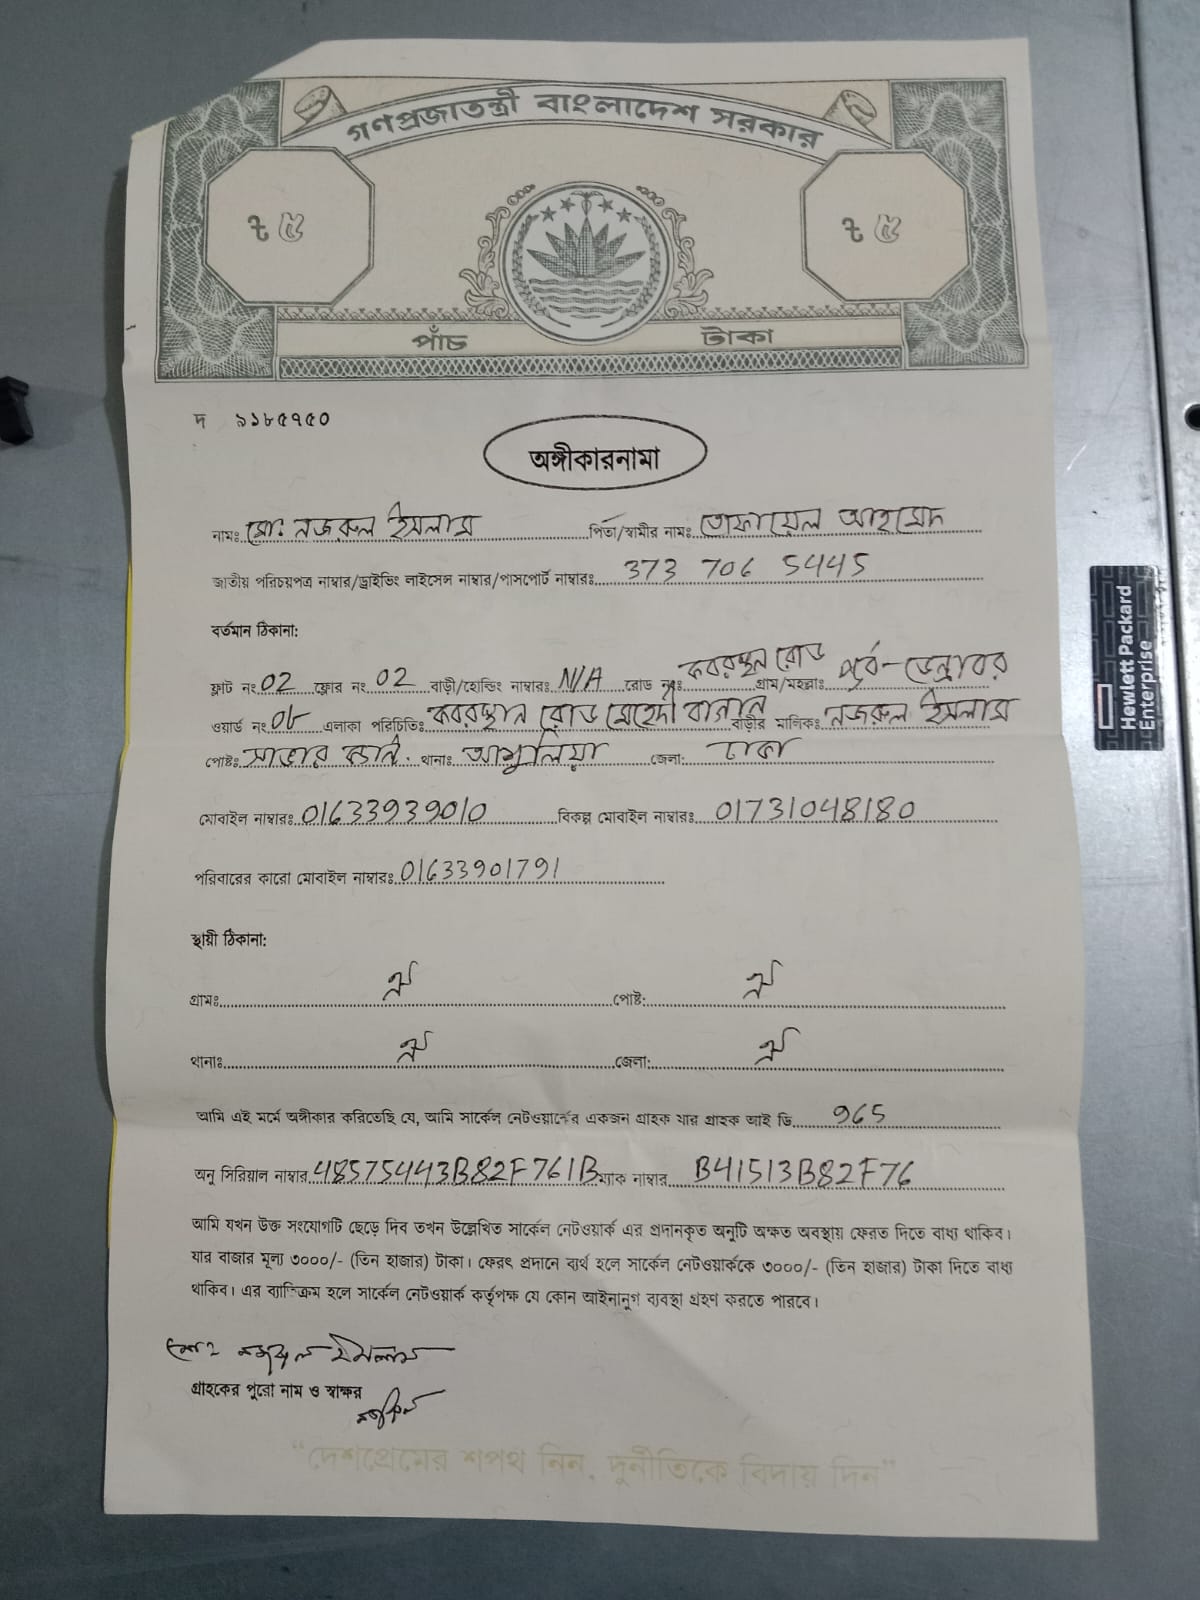 গণপ্রজাতন্ত্রী বাংলাদেশ সরকার
৳ ৫ ৳ ৫
পাঁচ টাকা
দ ৯১৮৫৭৫০
অঙ্গীকারনামা
নামঃ মোঃ নজরুল ইসলাম পিতা/স্বামীর নামঃ তোফায়েল আহমেদ
জাতীয় পরিচয়পত্র নাম্বার/ড্রাইভিং লাইসেন্স নাম্বার/পাসপোর্ট নাম্বারঃ 373 706 5445
বর্তমান ঠিকানা:
ফ্লাট নং 02 ফ্লোর নং 02 বাড়ী/হোল্ডিং নাম্বারঃ N/A রোড নংঃ কবরস্থান রোড গ্রাম/মহল্লাঃ পূর্ব-ডেন্ডাবর
ওয়ার্ড নং 0৮ এলাকা পরিচিতিঃ কবরস্থান রোড মেহেদী বাগান বাড়ীর মালিকঃ নজরুল ইসলাম
পোষ্টঃ সাভার ক্যান্ট. থানাঃ আশুলিয়া জেলা: ঢাকা
মোবাইল নাম্বারঃ 01633939010 বিকল্প মোবাইল নাম্বারঃ 01731048180
পরিবারের কারো মোবাইল নাম্বারঃ 01633901791
স্থায়ী ঠিকানা:
গ্রামঃ ঐ পোষ্ট: ঐ
থানাঃ ঐ জেলা: ঐ
আমি এই মর্মে অঙ্গীকার করিতেছি যে, আমি সার্কেল নেটওয়ার্কের একজন গ্রাহক যার গ্রাহক আই ডি 965
অনু সিরিয়াল নাম্বার 48575443B82F761B ম্যাক নাম্বার B41513B82F76
আমি যখন উক্ত সংযোগটি ছেড়ে দিব তখন উল্লেখিত সার্কেল নেটওয়ার্ক এর প্রদানকৃত অনুটি অক্ষত অবস্থায় ফেরত দিতে বাধ্য থাকিব।
যার বাজার মূল্য ৩০০০/- (তিন হাজার) টাকা। ফেরৎ প্রদানে ব্যর্থ হলে সার্কেল নেটওয়ার্ককে ৩০০০/- (তিন হাজার) টাকা দিতে বাধ্য
থাকিব। এর ব্যাতিক্রম হলে সার্কেল নেটওয়ার্ক কর্তৃপক্ষ যে কোন আইনানুগ ব্যবস্থা গ্রহণ করতে পারবে।
মোঃ নজরুল ইসলাম
গ্রাহকের পুরো নাম ও স্বাক্ষর
"দেশপ্রেমের শপথ নিন, দুর্নীতিকে বিদায় দিন"
Hewlett Packard
Enterprise